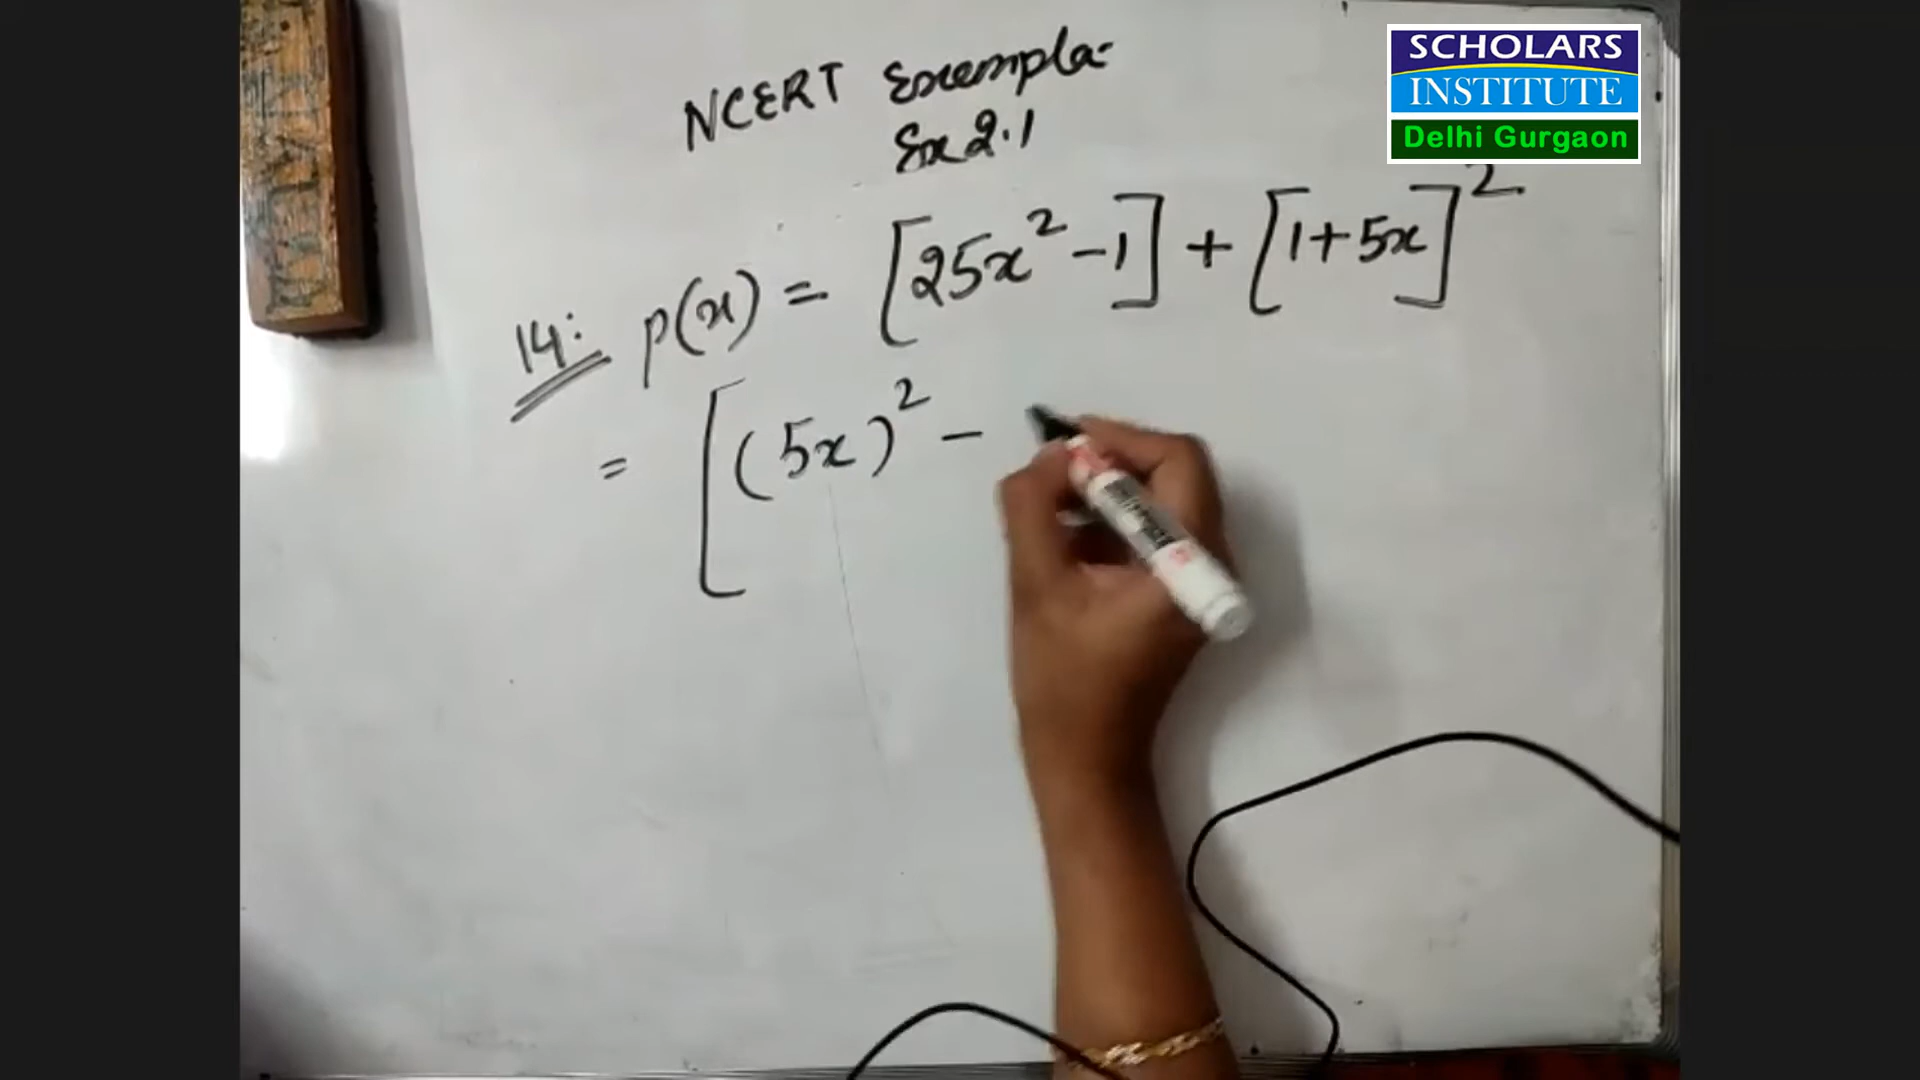 NCERT Exempla
Ex 2.1
SCHOLARS
INSTITUTE
Delhi Gurgaon
14: p(x) = [25x² -1] + [1+5x]²
= [(5x)² -